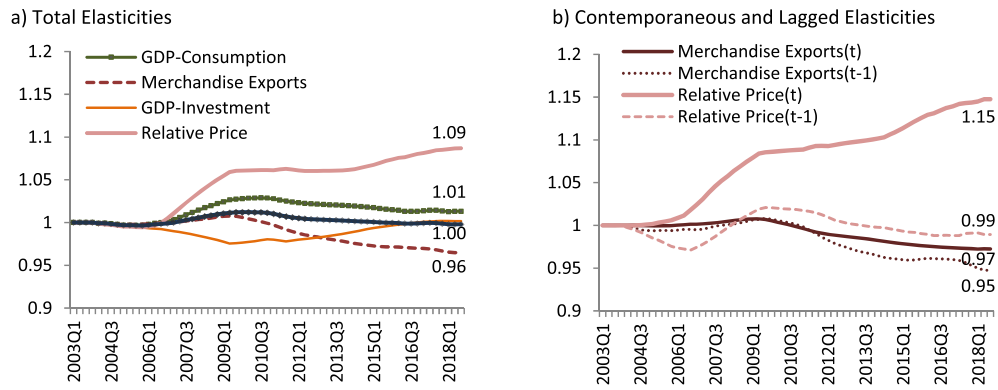 a) Total Elasticities
1.2
1.15
1.1
1.05
1
0.95
0.9
GDP-Consumption
Merchandise Exports
GDP-Investment
Relative Price
1.09
1.01
1.00
0.96
2003Q1
2004Q3
2006Q1
2007Q3
2009Q1
2010Q3
2012Q1
2013Q3
2015Q1
2016Q3
2018Q1
b) Contemporaneous and Lagged Elasticities
1.2
1.15
1.1
1.05
1
0.95
0.9
Merchandise Exports(t)
Merchandise Exports(t-1)
Relative Price(t)
Relative Price(t-1)
1.15
0.99
0.97
0.95
2003Q1
2004Q3
2006Q1
2007Q3
2009Q1
2010Q3
2012Q1
2013Q3
2015Q1
2016Q3
2018Q1